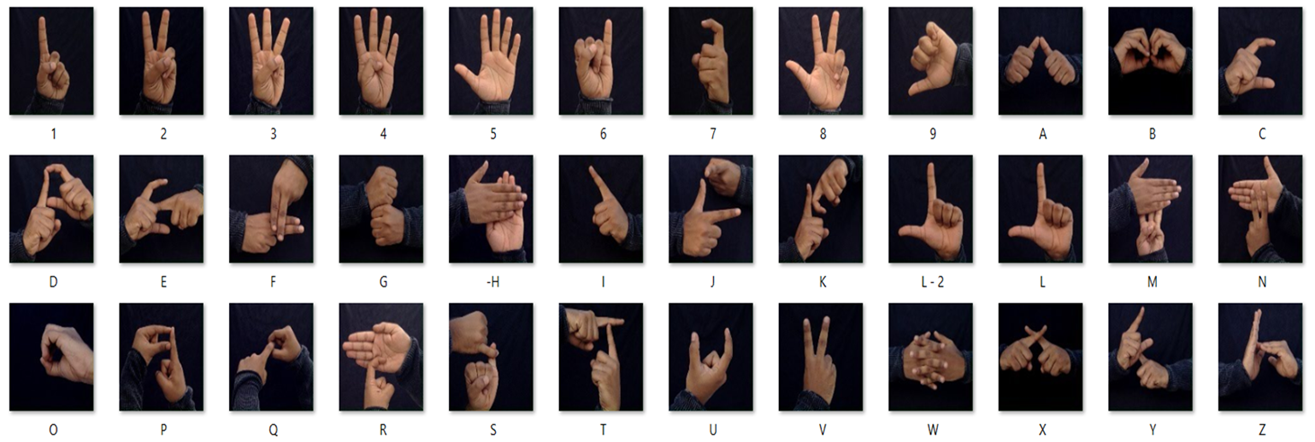 1 2 3 4 5 6 7 8 9 A B C
D E F G -H I J K L - 2 L M N
O P Q R S T U V W X Y Z